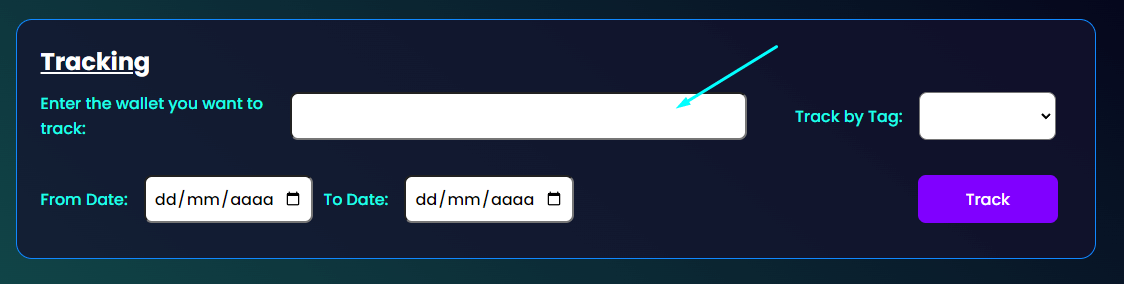 Tracking
Enter the wallet you want to
track:
Track by Tag:
From Date: dd/mm/aaaa To Date: dd/mm/aaaa
Track